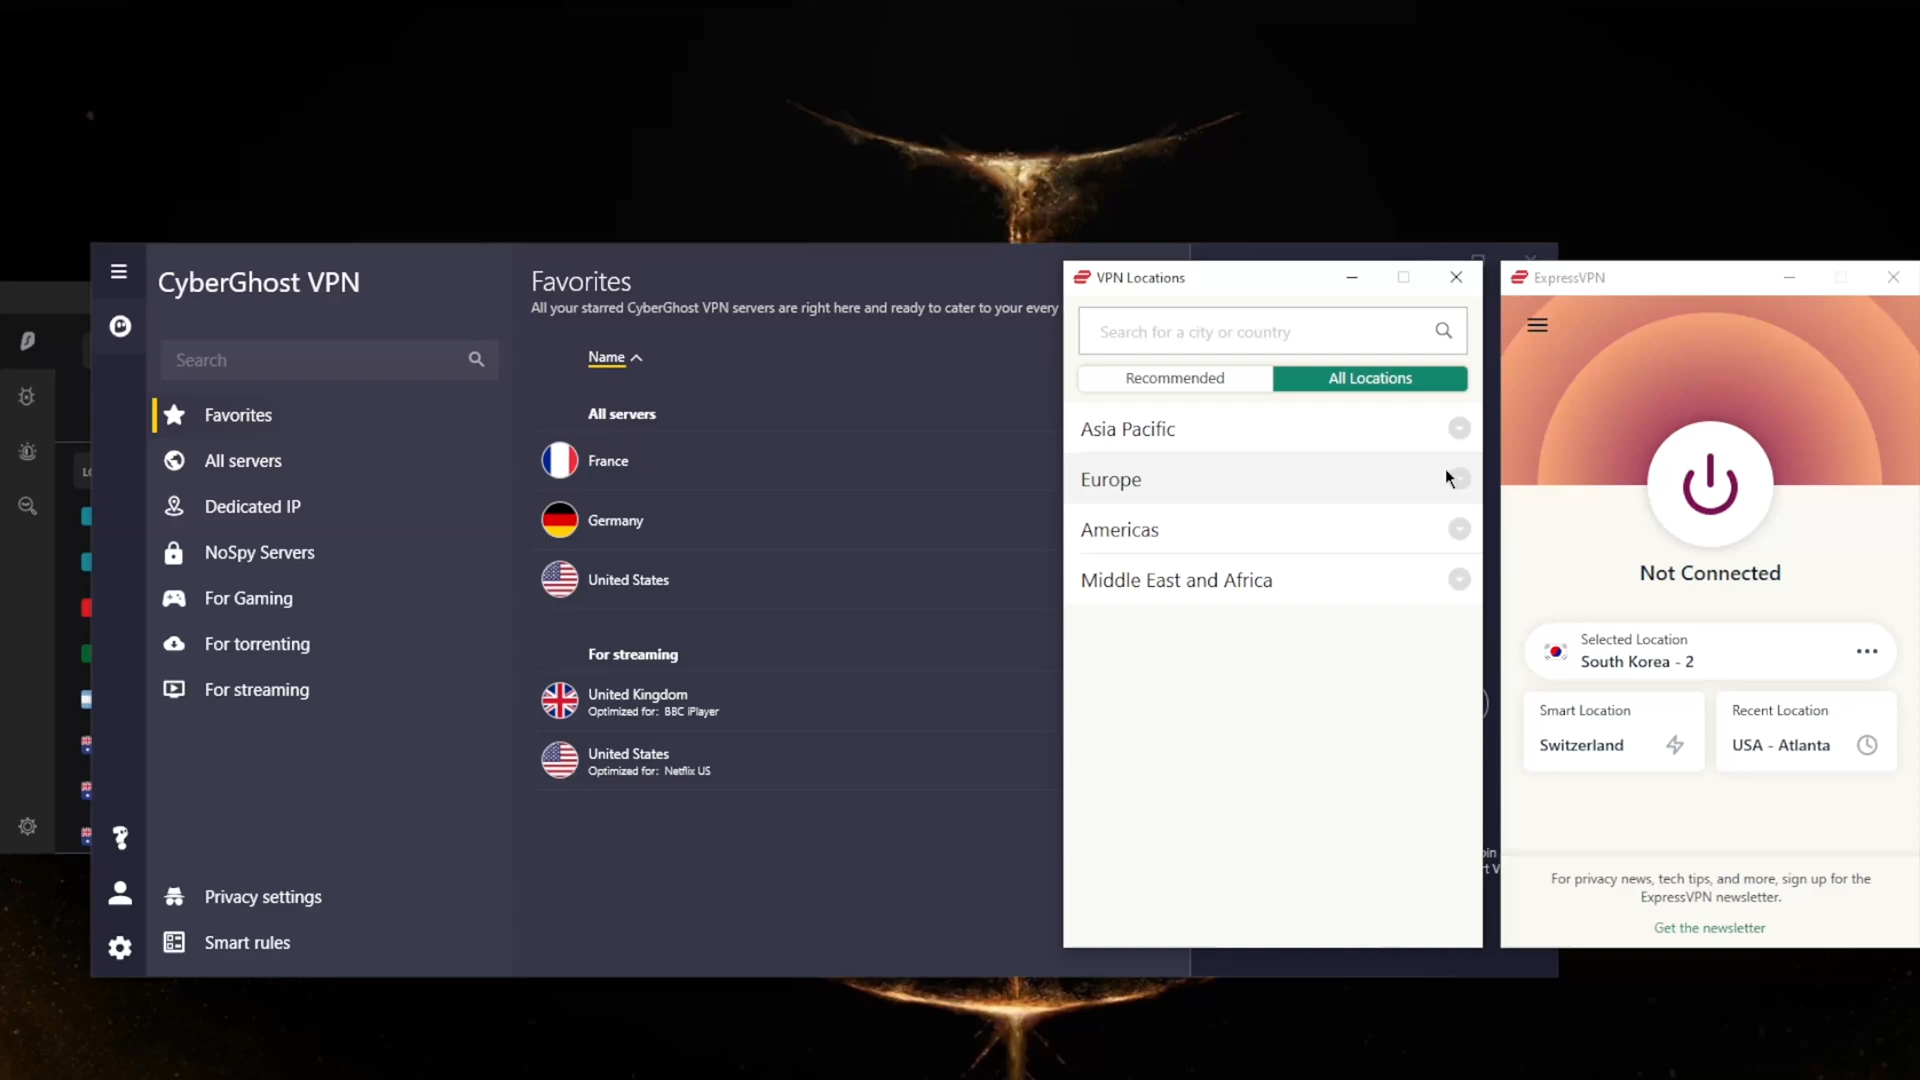 CyberGhost VPN
Search
Favorites
All servers
Dedicated IP
NoSpy Servers
For Gaming
For torrenting
For streaming
Privacy settings
Smart rules
Favorites
All your starred CyberGhost VPN servers are right here and ready to cater to your every
Name
All servers
France
Germany
United States
For streaming
United Kingdom
Optimized for: BBC iPlayer
United States
Optimized for: Netflix US
VPN Locations
Search for a city or country
Recommended
All Locations
Asia Pacific
Europe
Americas
Middle East and Africa
ExpressVPN
Not Connected
Selected Location
South Korea - 2
Smart Location
Switzerland
Recent Location
USA - Atlanta
For privacy news, tech tips, and more, sign up for the
ExpressVPN newsletter.
Get the newsletter